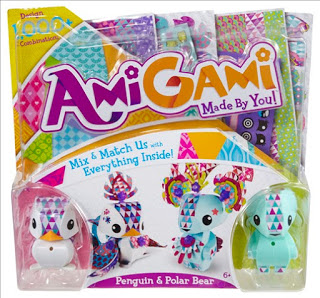 Design
1,000's
Combinations!
AmiGami
Made By You!
Mix & Match Us with
Everything Inside!
Penguin & Polar Bear
6+